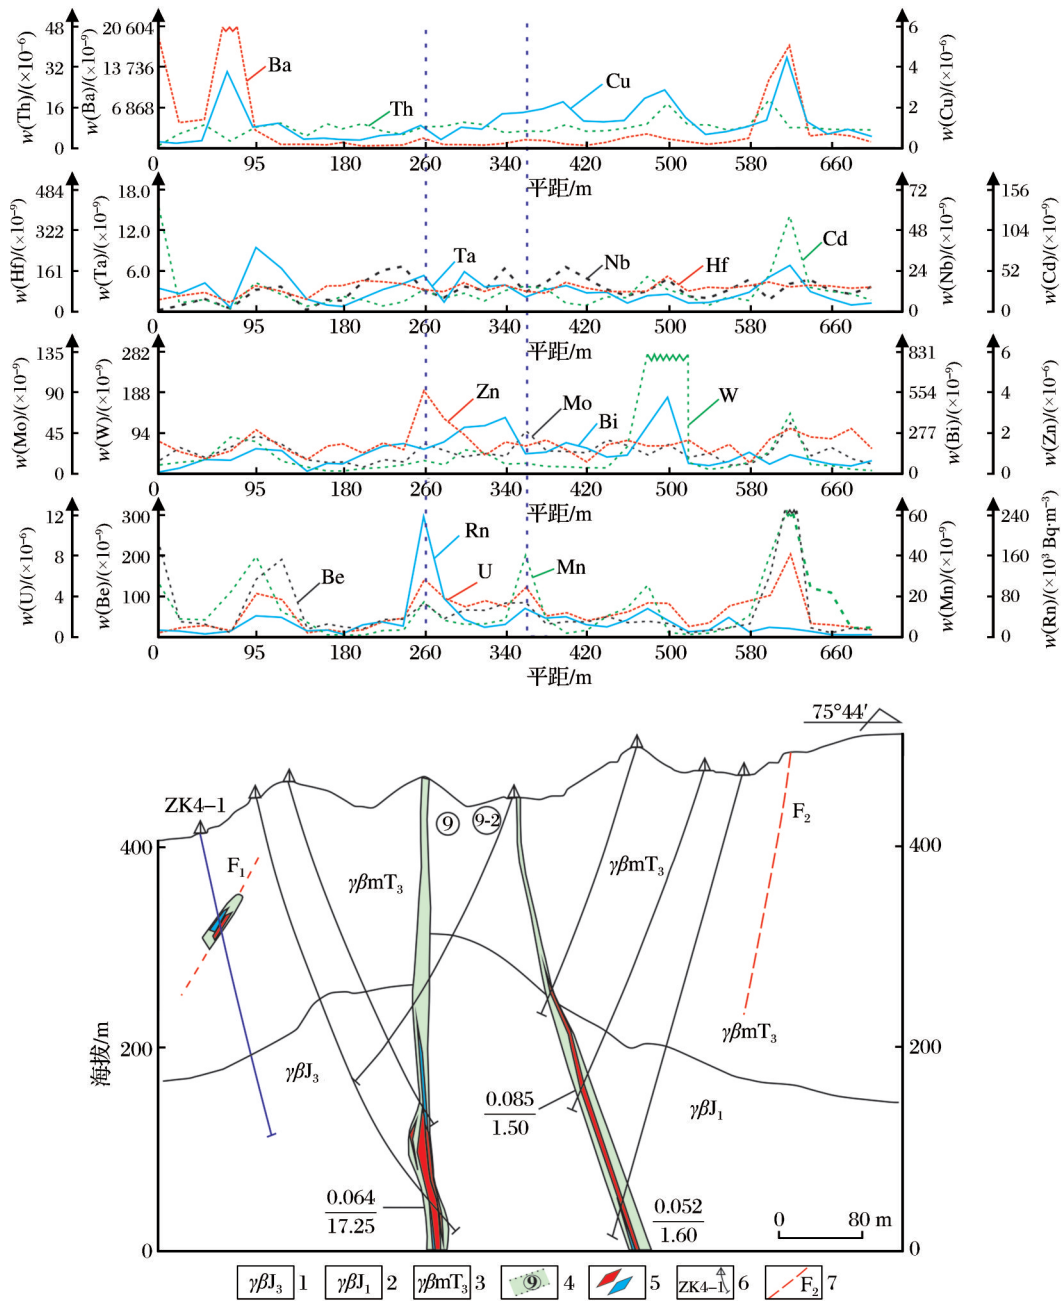 w(Th)/(×10⁻⁶)
48
32
16
0
w(Ba)/(×10⁻⁹)
20 604
13 736
6 868
0
Ba
Th
Cu
6
4
2
0
w(Cu)/(×10⁻⁶)
0 95 180 260 340 420 500 580 660
平距/m
w(Hf)/(×10⁻⁹)
484
322
161
0
w(Ta)/(×10⁻⁹)
18.0
12.0
6.0
0
Ta
Nb
Hf
Cd
72
48
24
0
w(Nb)/(×10⁻⁹)
156
104
52
0
w(Cd)/(×10⁻⁹)
0 95 180 260 340 420 500 580 660
平距/m
w(Mo)/(×10⁻⁹)
135
90
45
0
w(W)/(×10⁻⁹)
282
188
94
0
Zn
Mo
Bi
W
831
554
277
0
w(Bi)/(×10⁻⁹)
6
4
2
0
w(Zn)/(×10⁻⁶)
0 95 180 260 340 420 500 580 660
平距/m
w(U)/(×10⁻⁶)
12
8
4
0
w(Be)/(×10⁻⁹)
300
200
100
0
Be
Rn
U
Mn
60
40
20
0
w(Mn)/(×10⁻⁶)
240
160
80
0
w(Rm)/(×10³ Bq·m⁻³)
0 95 180 260 340 420 500 580 660
平距/m
75°44′
ZK4–1
⑨ 9-2
F₂
400 400
F₁
γβmT₃
γβmT₃
γβmT₃
海拔/m
200 200
γβJ₃
γβJ₁
0.085
1.50
0.064
17.25
0.052
1.60
0 80 m
0 0
γβJ₃ 1 γβJ₁ 2 γβmT₃ 3 ⑨ 4 5 ZK4–1 6 F₂ 7